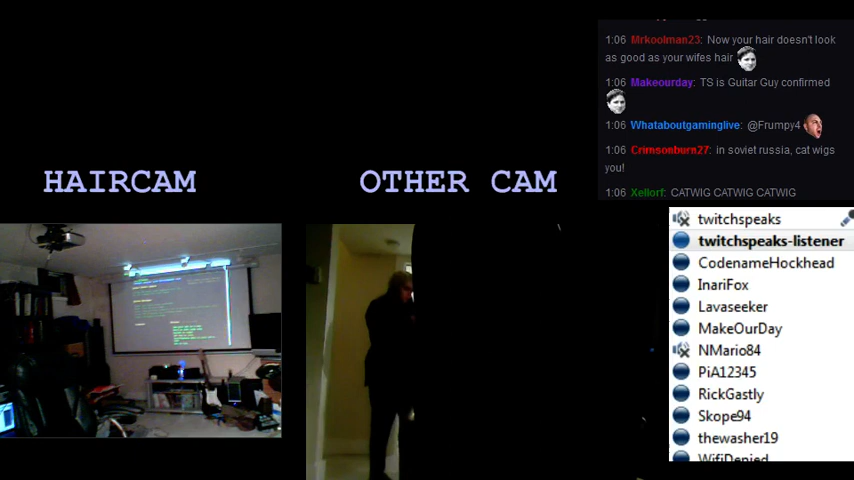 1:06 Mrkoolman23: Now your hair doesn't look
as good as your wifes hair
1:06 Makeourday: TS is Guitar Guy confirmed
1:06 Whataboutgaminglive: @Frumpy4
1:06 Crimsonburn27: in soviet russia, cat wigs
you!
1:06 Xellorf: CATWIG CATWIG CATWIG
HAIRCAM
OTHER CAM
twitchspeaks
twitchspeaks-listener
CodenameHockhead
InariFox
Lavaseeker
MakeOurDay
NMario84
PiA12345
RickGastly
Skope94
thewasher19
WifiDenied